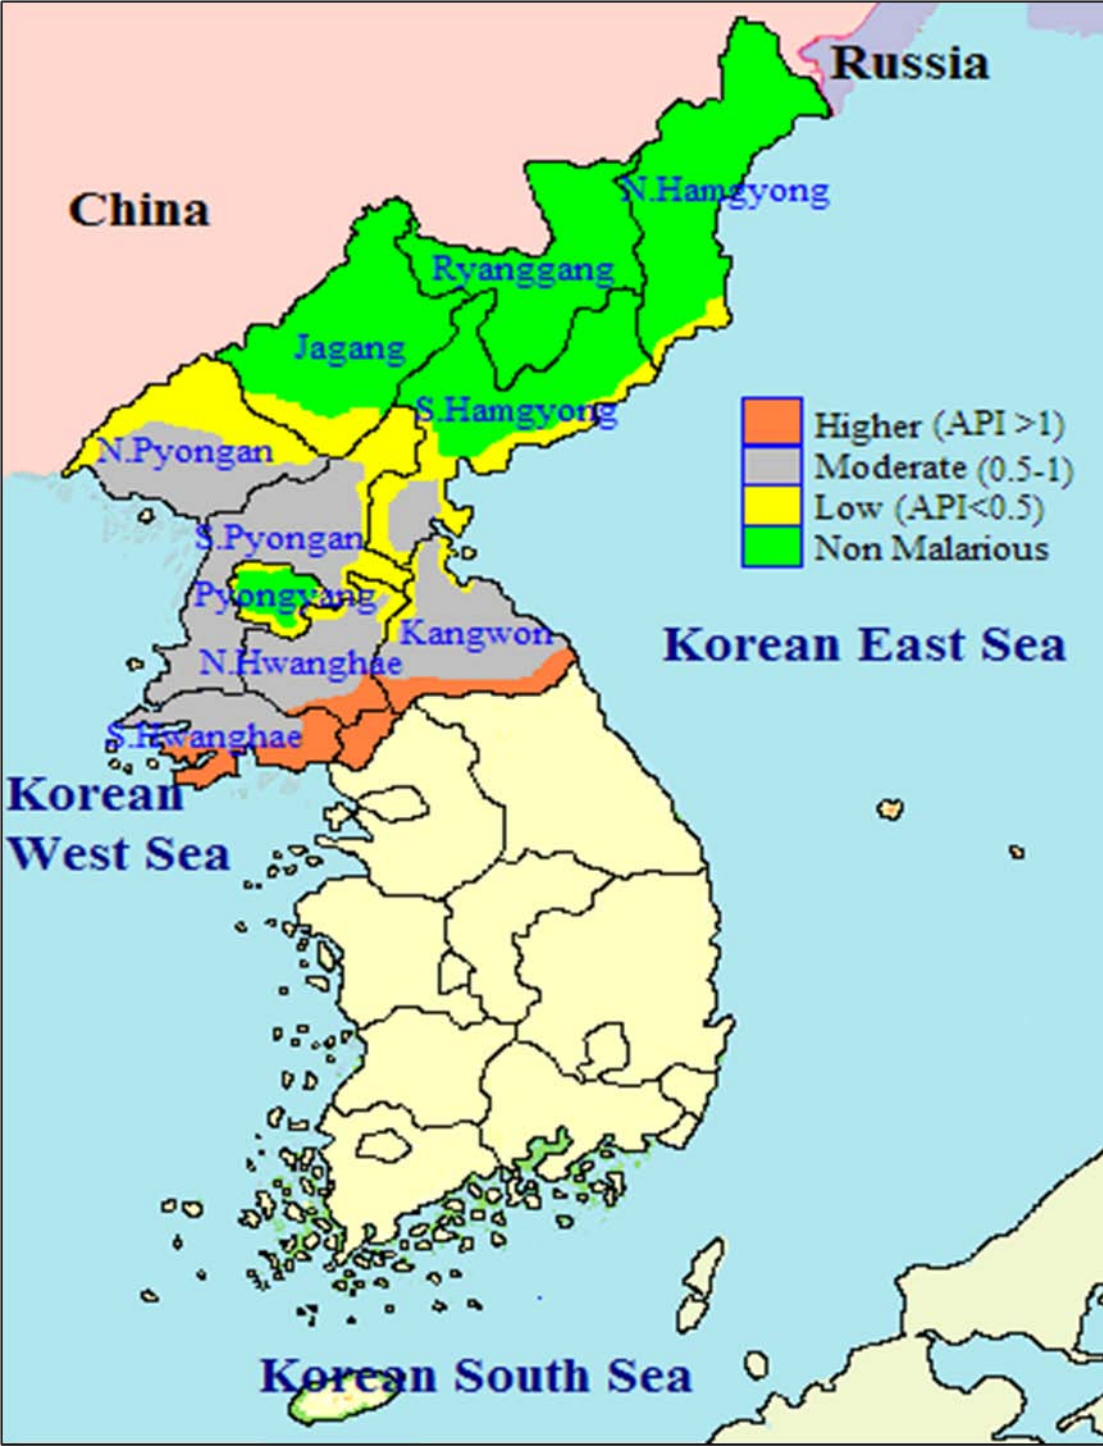 Russia
China
N.Hamgyong
Ryanggang
Jagang
S.Hamgyong
Higher (API >1)
N.Pyongan
Moderate (0.5-1)
Low (API<0.5)
S.Pyongan
Non Malarious
Pyongyang
Kangwon
Korean East Sea
N.Hwanghae
S.Hwanghae
Korean
West Sea
Korean South Sea